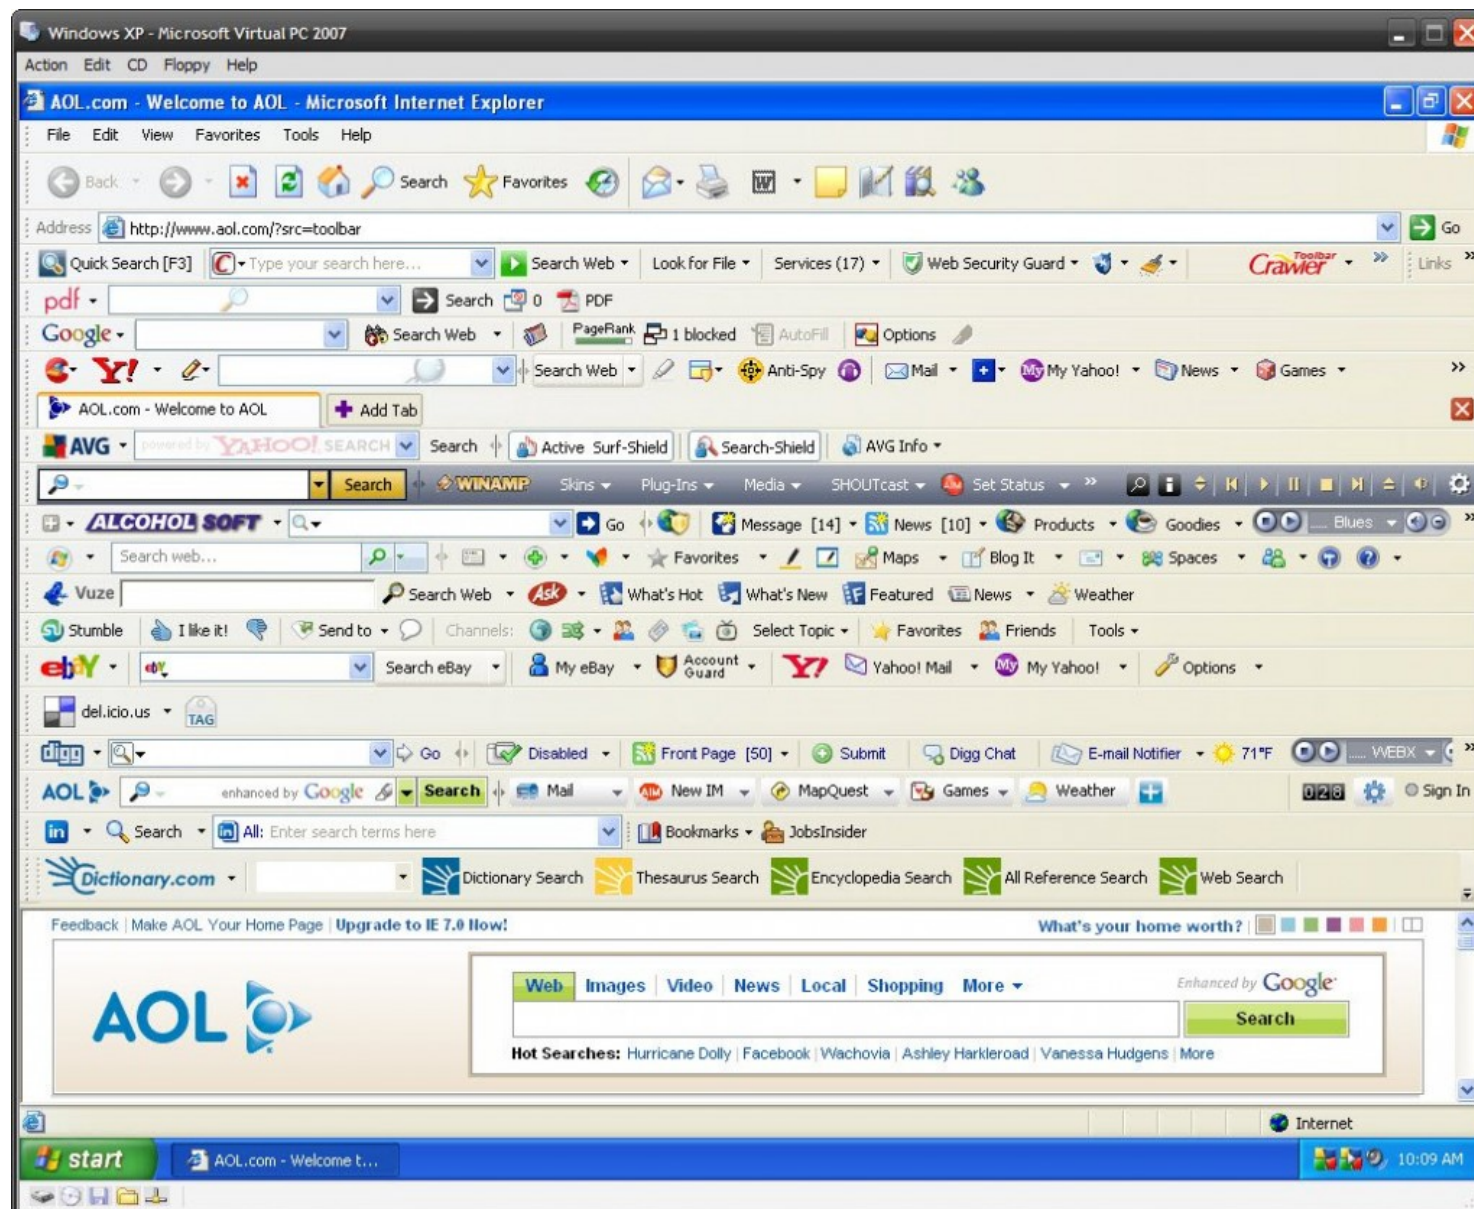 Windows XP - Microsoft Virtual PC 2007
Action Edit CD Floppy Help
AOL.com - Welcome to AOL - Microsoft Internet Explorer
File Edit View Favorites Tools Help
Back Search Favorites
Address http://www.aol.com/?src=toolbar Go
Quick Search [F3] C Type your search here... Search Web Look for File Services (17) Web Security Guard Crawler Toolbar Links
pdf Search 0 PDF
Google Search Web PageRank 1 blocked AutoFill Options
Y! Search Web Anti-Spy Mail My My Yahoo! News Games
AOL.com - Welcome to AOL Add Tab
AVG powered by YAHOO! SEARCH Search Active Surf-Shield Search-Shield AVG Info
Search WINAMP Skins Plug-Ins Media SHOUTcast Set Status
ALCOHOL SOFT Go Message [14] News [10] Products Goodies .... Blues
Search web... Favorites Maps Blog It Spaces
Vuze Search Web Ask What's Hot What's New Featured News Weather
Stumble I like it! Send to Channels: Select Topic Favorites Friends Tools
ebY ebY Search eBay My eBay Account Guard Y7 Yahoo! Mail My My Yahoo! Options
del.icio.us TAG
digg Go Disabled Front Page [50] Submit Digg Chat E-mail Notifier 71°F .... WEBX
AOL enhanced by Google Search Mail AIM New IM MapQuest Games Weather 028 Sign In
in Search in All: Enter search terms here Bookmarks JobsInsider
Dictionary.com Dictionary Search Thesaurus Search Encyclopedia Search All Reference Search Web Search
Feedback | Make AOL Your Home Page | Upgrade to IE 7.0 Now! What's your home worth?
Web Images Video News Local Shopping More Enhanced by Google
AOL
Search
Hot Searches: Hurricane Dolly | Facebook | Wachovia | Ashley Harkleroad | Vanessa Hudgens | More
Internet
start AOL.com - Welcome t... 10:09 AM